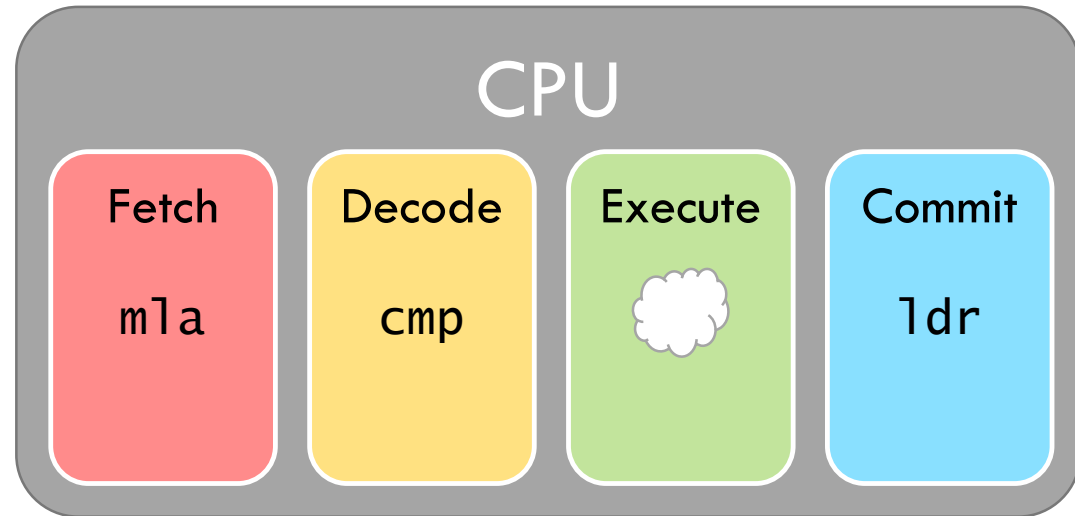 CPU
Fetch
Decode
Execute
Commit
mla
cmp
ldr